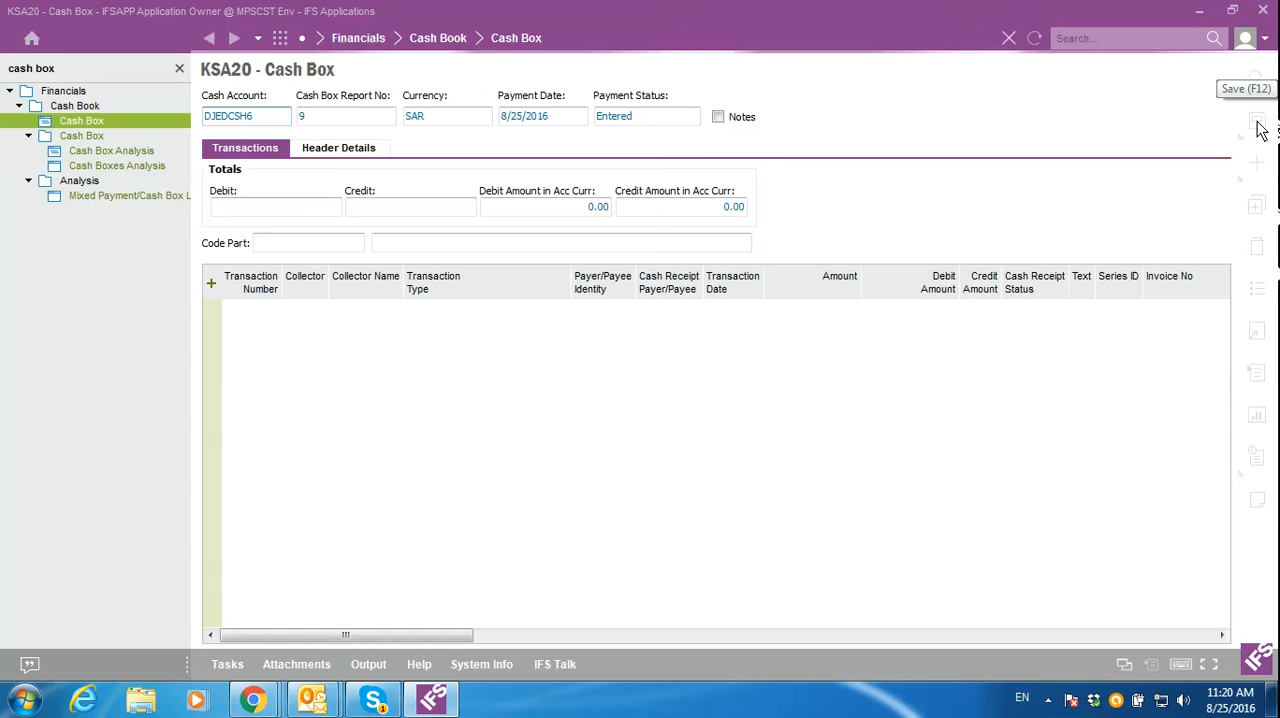 KSA20 - Cash Box - IFSAPP Application Owner @ MPSCST Env - IFS Applications
Financials Cash Book Cash Box
Search...
cash box
Financials
Cash Book
Cash Box
Cash Box
Cash Box Analysis
Cash Boxes Analysis
Analysis
Mixed Payment/Cash Box L
KSA20 - Cash Box
Save (F12)
Cash Account: Cash Box Report No: Currency: Payment Date: Payment Status:
DJEDCSH6 9 SAR 8/25/2016 Entered Notes
Transactions Header Details
Totals
Debit: Credit: Debit Amount in Acc Curr: Credit Amount in Acc Curr:
0.00 0.00
Code Part:
Transaction Number Collector Collector Name Transaction Type Payer/Payee Identity Cash Receipt Payer/Payee Transaction Date Amount Debit Amount Credit Amount Cash Receipt Status Text Series ID Invoice No
Tasks Attachments Output Help System Info IFS Talk
IFS
EN
11:20 AM
8/25/2016